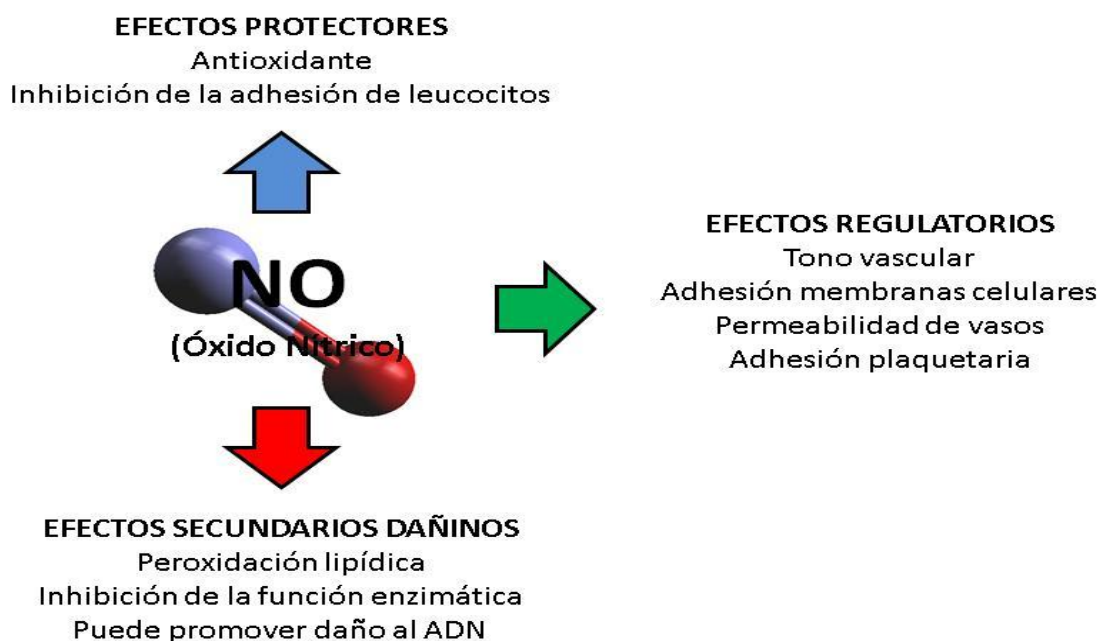 EFECTOS PROTECTORES
Antioxidante
Inhibición de la adhesión de leucocitos
NO
(Óxido Nítrico)
EFECTOS REGULATORIOS
Tono vascular
Adhesión membranas celulares
Permeabilidad de vasos
Adhesión plaquetaria
EFECTOS SECUNDARIOS DAÑINOS
Peroxidación lipídica
Inhibición de la función enzimática
Puede promover daño al ADN